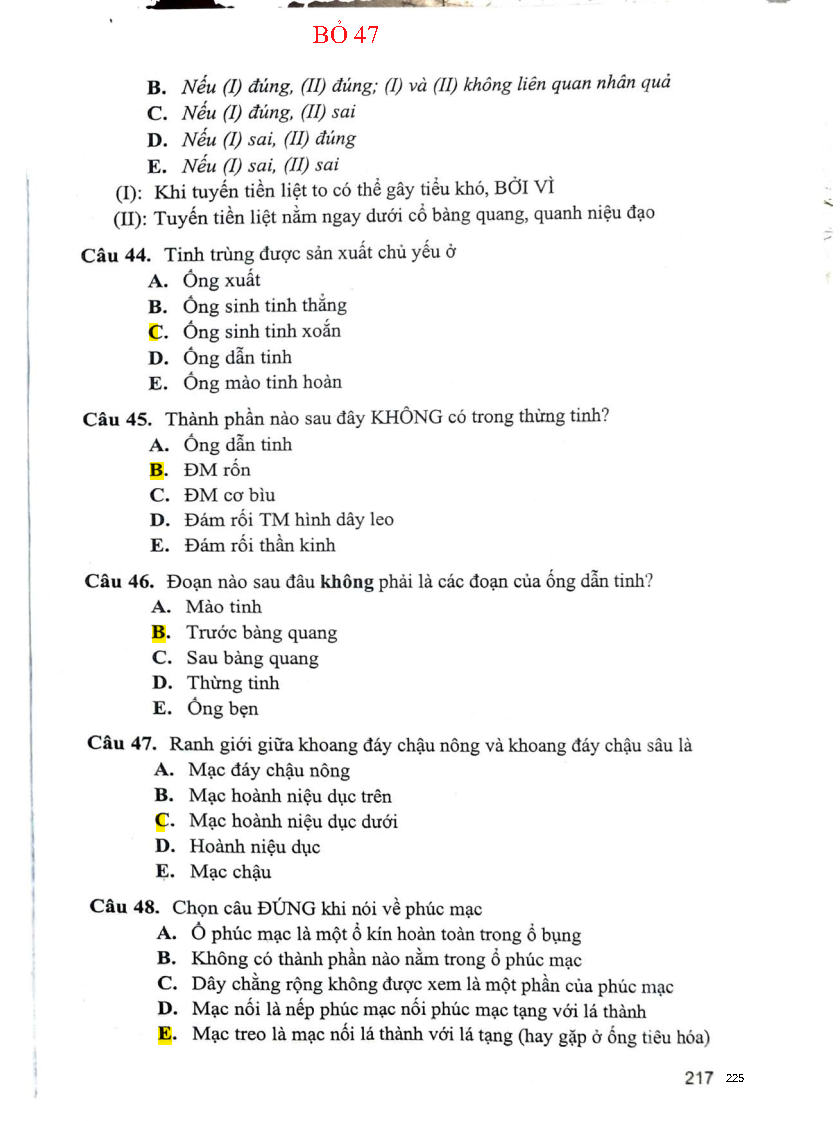 BỎ 47
B. Nếu (I) đúng, (II) đúng; (I) và (II) không liên quan nhân quả
C. Nếu (I) đúng, (II) sai
D. Nếu (I) sai, (II) đúng
E. Nếu (I) sai, (II) sai
(I): Khi tuyến tiền liệt to có thể gây tiểu khó, BỞI VÌ
(II): Tuyến tiền liệt nằm ngay dưới cổ bàng quang, quanh niệu đạo
Câu 44. Tinh trùng được sản xuất chủ yếu ở
A. Ống xuất
B. Ống sinh tinh thẳng
C. Ống sinh tinh xoắn
D. Ống dẫn tinh
E. Ống mào tinh hoàn
Câu 45. Thành phần nào sau đây KHÔNG có trong thừng tinh?
A. Ống dẫn tinh
B. ĐM rốn
C. ĐM cơ bìu
D. Đám rối TM hình dây leo
E. Đám rối thần kinh
Câu 46. Đoạn nào sau đâu không phải là các đoạn của ống dẫn tinh?
A. Mào tinh
B. Trước bàng quang
C. Sau bàng quang
D. Thừng tinh
E. Ống bẹn
Câu 47. Ranh giới giữa khoang đáy chậu nông và khoang đáy chậu sâu là
A. Mạc đáy chậu nông
B. Mạc hoành niệu dục trên
C. Mạc hoành niệu dục dưới
D. Hoành niệu dục
E. Mạc chậu
Câu 48. Chọn câu ĐÚNG khi nói về phúc mạc
A. Ổ phúc mạc là một ổ kín hoàn toàn trong ổ bụng
B. Không có thành phần nào nằm trong ổ phúc mạc
C. Dây chằng rộng không được xem là một phần của phúc mạc
D. Mạc nối là nếp phúc mạc nối phúc mạc tạng với lá thành
E. Mạc treo là mạc nối lá thành với lá tạng (hay gặp ở ống tiêu hóa)
217 225